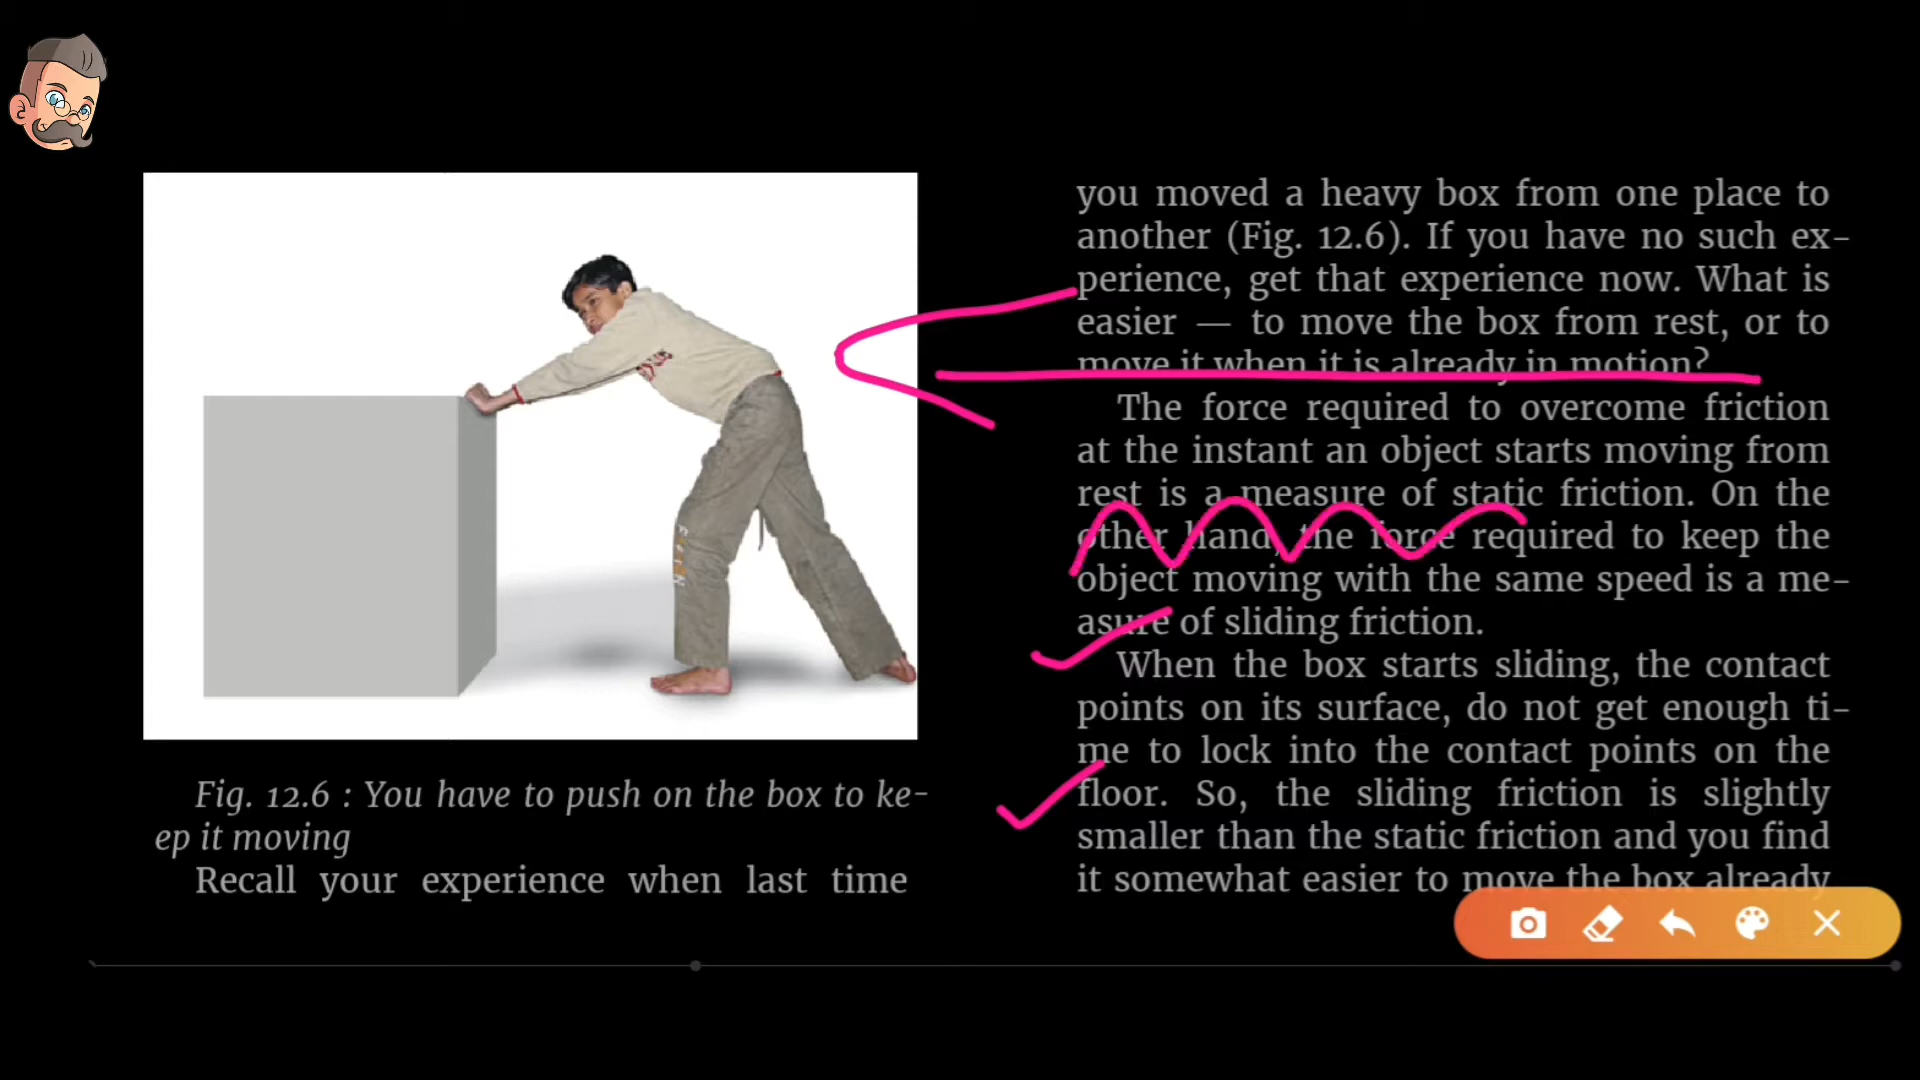 Fig. 12.6 : You have to push on the box to ke-
ep it moving
Recall your experience when last time
you moved a heavy box from one place to
another (Fig. 12.6). If you have no such ex-
perience, get that experience now. What is
easier — to move the box from rest, or to
move it when it is already in motion?
The force required to overcome friction
at the instant an object starts moving from
rest is a measure of static friction. On the
other hand, the force required to keep the
object moving with the same speed is a me-
asure of sliding friction.
When the box starts sliding, the contact
points on its surface, do not get enough ti-
me to lock into the contact points on the
floor. So, the sliding friction is slightly
smaller than the static friction and you find
it somewhat easier to move the box already